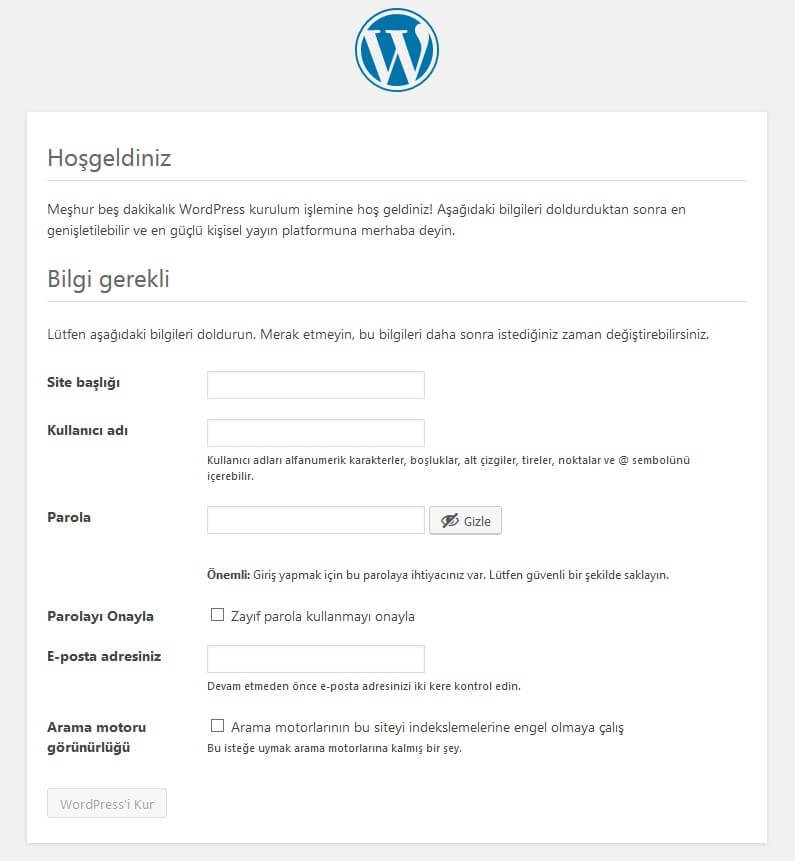 Hoşgeldiniz
Meşhur beş dakikalık WordPress kurulum işlemine hoş geldiniz! Aşağıdaki bilgileri doldurduktan sonra en
genişletilebilir ve en güçlü kişisel yayın platformuna merhaba deyin.
Bilgi gerekli
Lütfen aşağıdaki bilgileri doldurun. Merak etmeyin, bu bilgileri daha sonra istediğiniz zaman değiştirebilirsiniz.
Site başlığı
Kullanıcı adı
Kullanıcı adları alfanumerik karakterler, boşluklar, alt çizgiler, tireler, noktalar ve @ sembolünü
içerebilir.
Parola
Gizle
Önemli: Giriş yapmak için bu parolaya ihtiyacınız var. Lütfen güvenli bir şekilde saklayın.
Parolayı Onayla
Zayıf parola kullanmayı onayla
E-posta adresiniz
Devam etmeden önce e-posta adresinizi iki kere kontrol edin.
Arama motoru
görünürlüğü
Arama motorlarının bu siteyi indekslemelerine engel olmaya çalış
Bu isteğe uymak arama motorlarına kalmış bir şey.
WordPress'i Kur